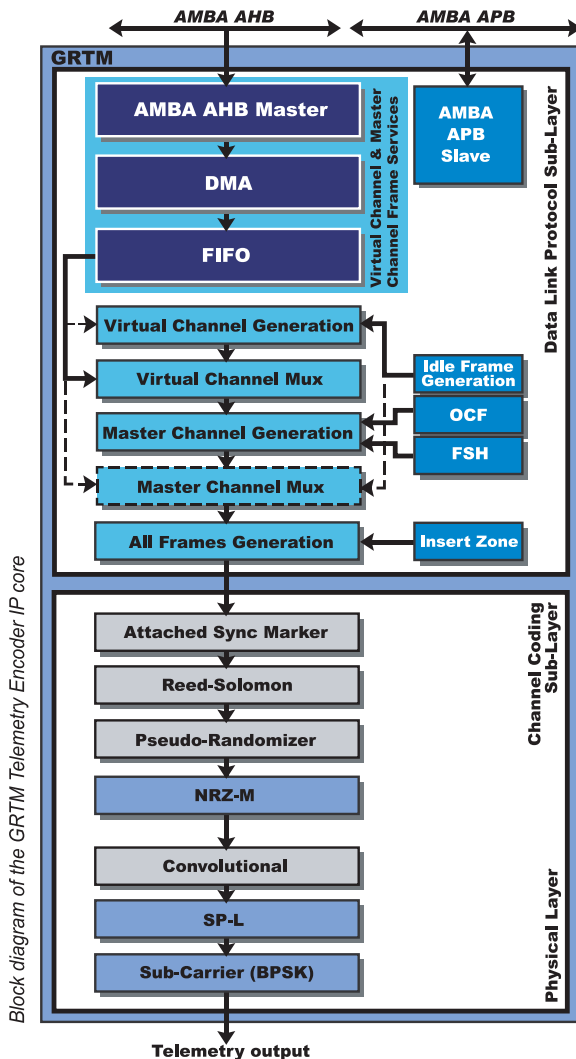 AMBA AHB
AMBA APB
GRTM
AMBA AHB Master
DMA
FIFO
Virtual Channel & Master
Channel Frame Services
AMBA
APB
Slave
Data Link Protocol Sub-Layer
Virtual Channel Generation
Virtual Channel Mux
Master Channel Generation
Master Channel Mux
All Frames Generation
Idle Frame
Generation
OCF
FSH
Insert Zone
Attached Sync Marker
Reed-Solomon
Pseudo-Randomizer
NRZ-M
Convolutional
SP-L
Sub-Carrier (BPSK)
Channel Coding
Sub-Layer
Physical Layer
Telemetry output
Block diagram of the GRTM Telemetry Encoder IP core